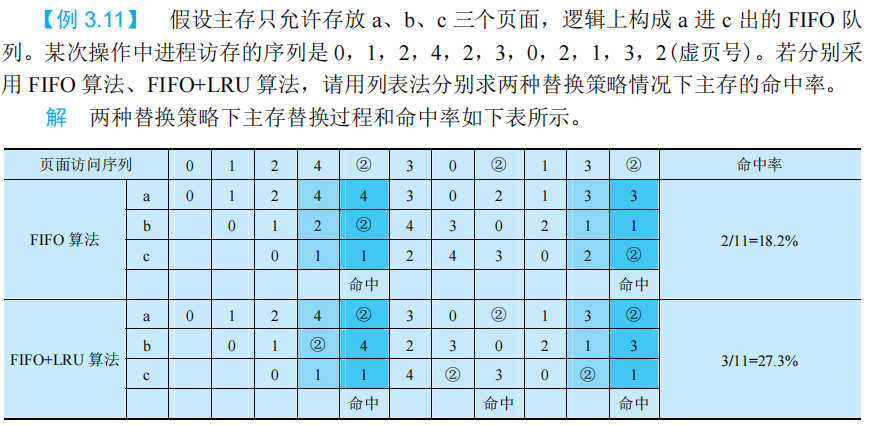 【例 3.11】 假设主存只允许存放 a、b、c 三个页面，逻辑上构成 a 进 c 出的 FIFO 队
列。某次操作中进程访存的序列是 0，1，2，4，2，3，0，2，1，3，2(虚页号)。若分别采
用 FIFO 算法、FIFO+LRU 算法，请用列表法分别求两种替换策略情况下主存的命中率。
解 两种替换策略下主存替换过程和命中率如下表所示。
页面访问序列 0 1 2 4 ② 3 0 ② 1 3 ② 命中率
a 0 1 2 4 4 3 0 2 1 3 3
b 0 1 2 ② 4 3 0 2 1 1
FIFO 算法 2/11=18.2%
c 0 1 1 2 4 3 0 2 ②
命中 命中
a 0 1 2 4 ② 3 0 ② 1 3 ②
b 0 1 ② 4 2 3 0 2 1 3
FIFO+LRU 算法 3/11=27.3%
c 0 1 1 4 ② 3 0 ② 1
命中 命中 命中